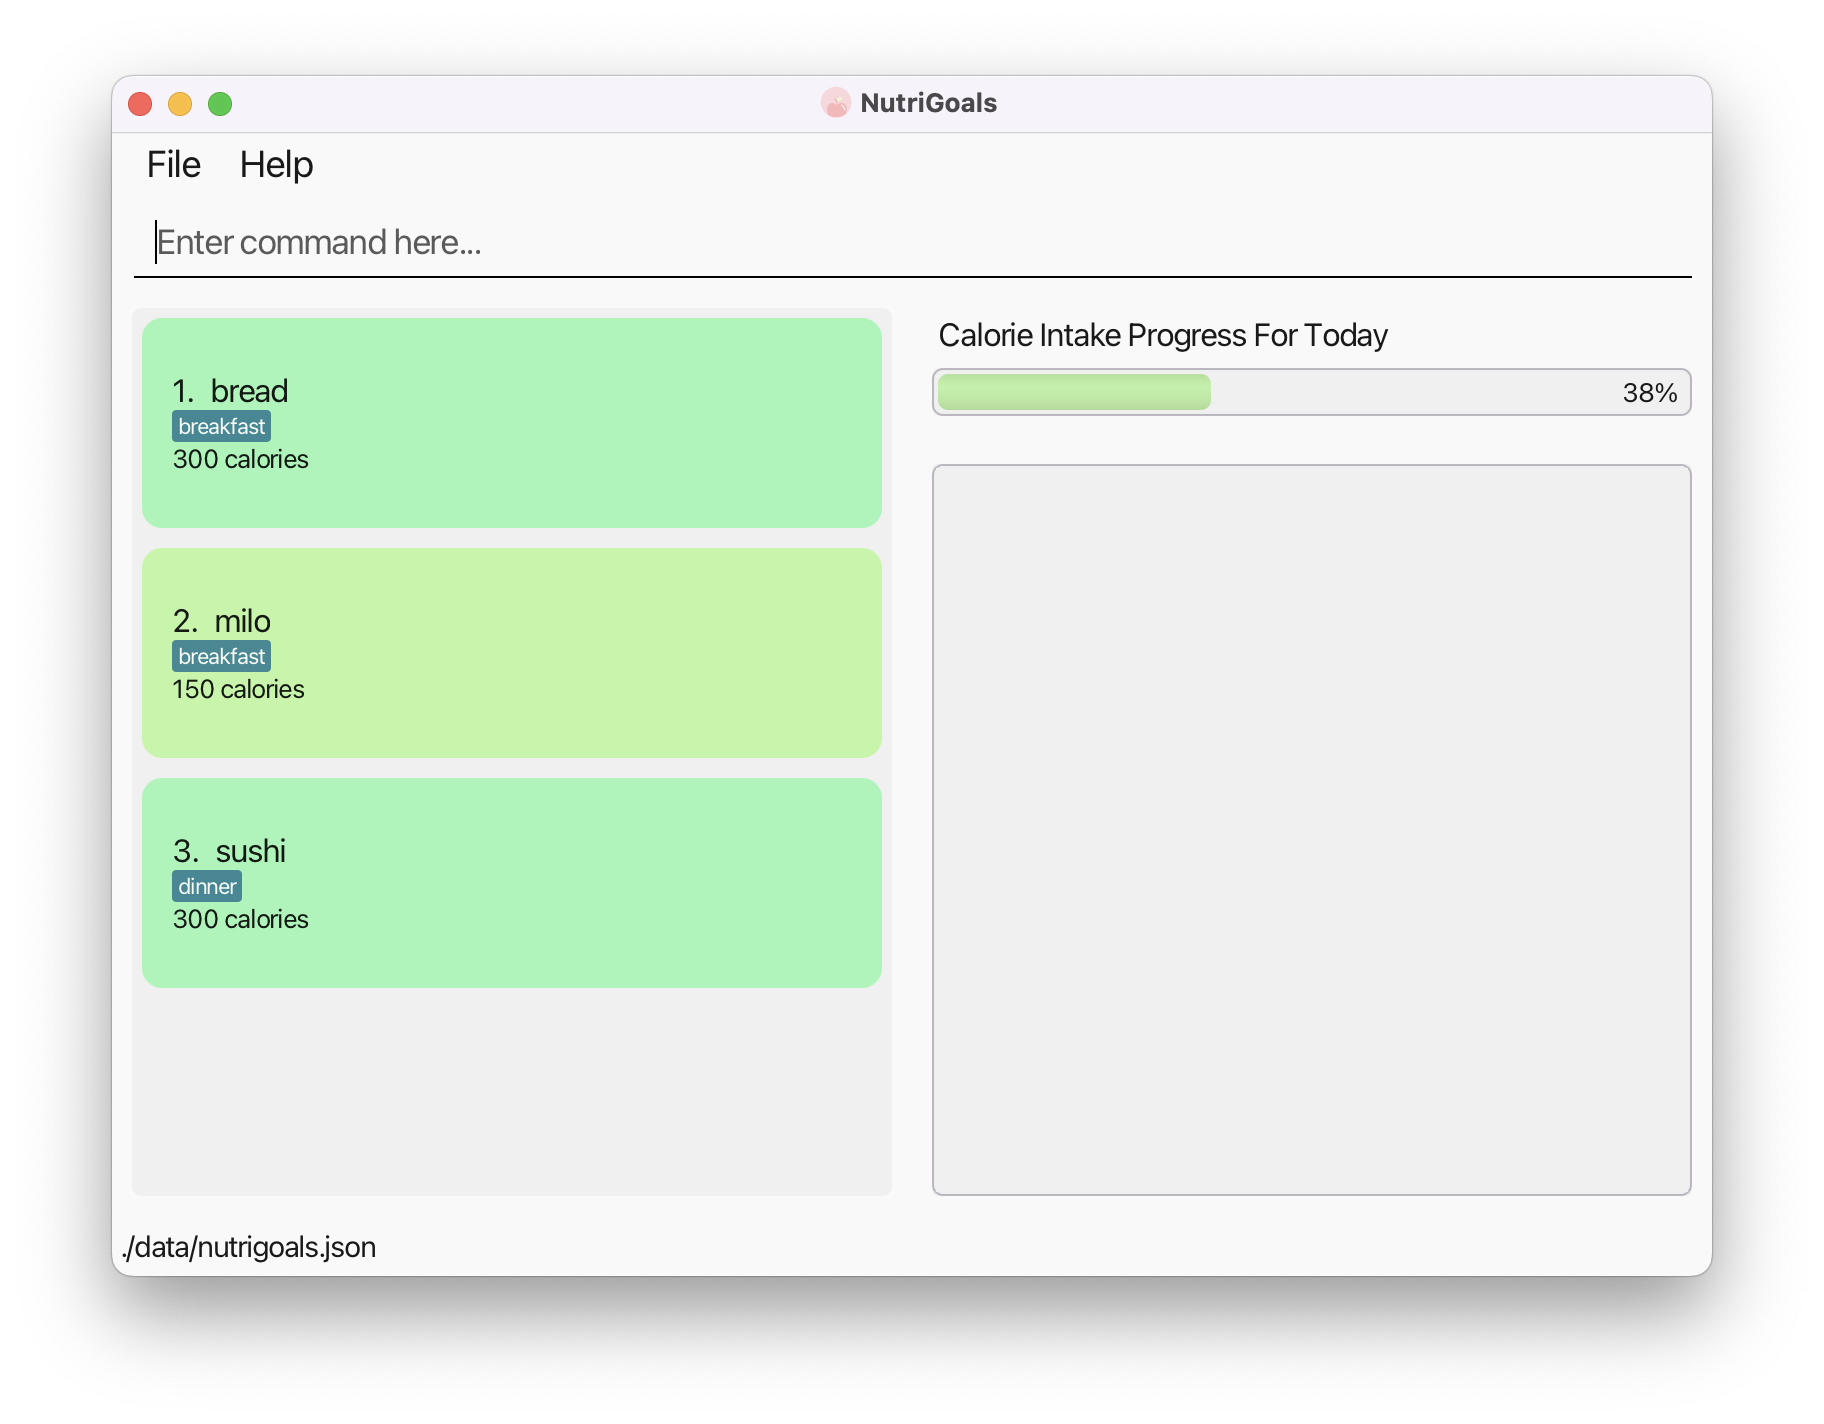 NutriGoals
File Help
Enter command here...
1. bread
breakfast
300 calories
2. milo
breakfast
150 calories
3. sushi
dinner
300 calories
Calorie Intake Progress For Today
38%
./data/nutrigoals.json